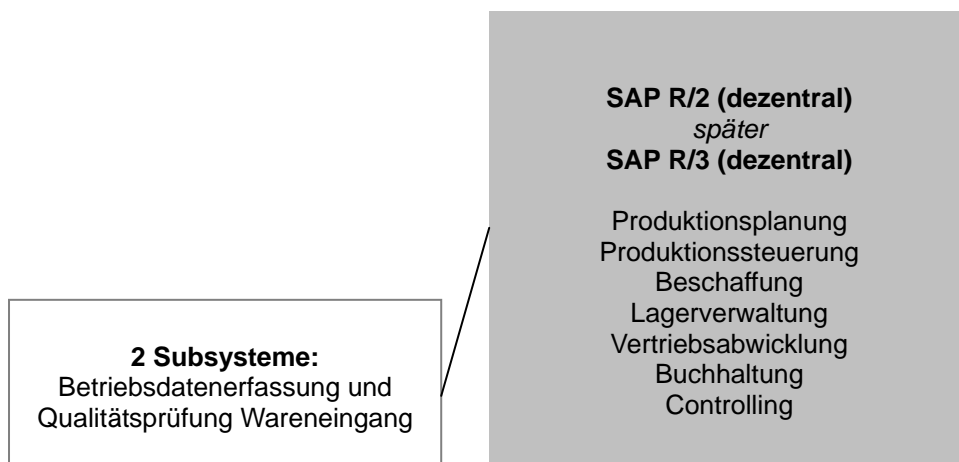 SAP R/2 (dezentral)
später
SAP R/3 (dezentral)
Produktionsplanung
Produktionssteuerung
Beschaffung
Lagerverwaltung
Vertriebsabwicklung
Buchhaltung
Controlling
2 Subsysteme:
Betriebsdatenerfassung und
Qualitätsprüfung Wareneingang